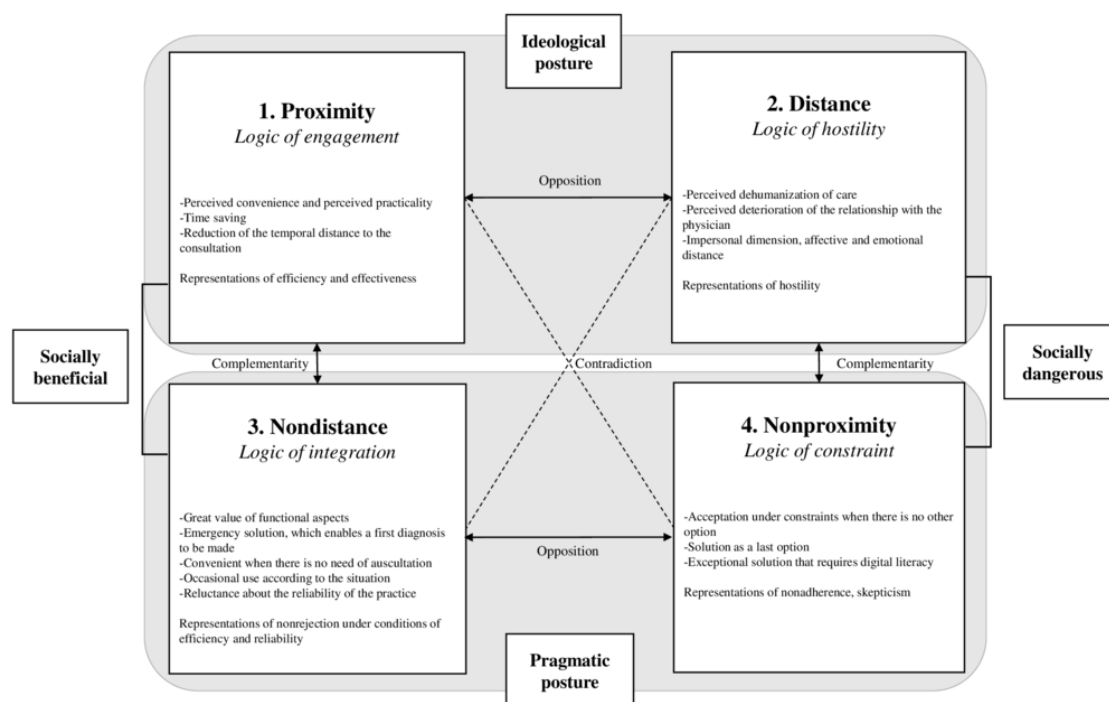 Ideological
posture
1. Proximity
Logic of engagement
-Perceived convenience and perceived practicality
-Time saving
-Reduction of the temporal distance to the
consultation
Representations of efficiency and effectiveness
Opposition
2. Distance
Logic of hostility
-Perceived dehumanization of care
-Perceived deterioration of the relationship with the
physician
-Impersonal dimension, affective and emotional
distance
Representations of hostility
Socially
beneficial
Complementarity
Contradiction
Complementarity
Socially
dangerous
3. Nondistance
Logic of integration
-Great value of functional aspects
-Emergency solution, which enables a first diagnosis
to be made
-Convenient when there is no need of auscultation
-Occasional use according to the situation
-Reluctance about the reliability of the practice
Representations of nonrejection under conditions of
efficiency and reliability
Opposition
4. Nonproximity
Logic of constraint
-Acceptation under constraints when there is no other
option
-Solution as a last option
-Exceptional solution that requires digital literacy
Representations of nonadherence, skepticism
Pragmatic
posture